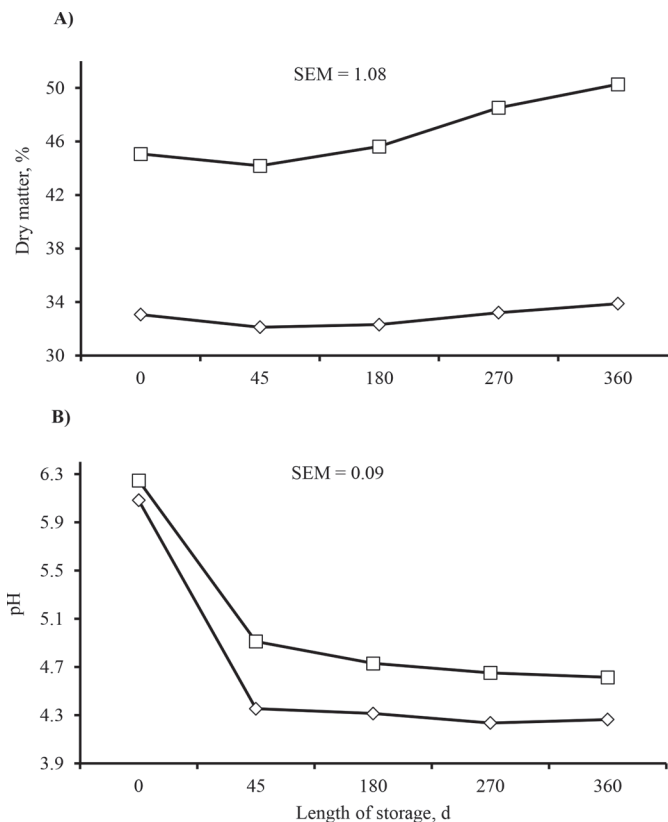 A)
SEM = 1.08
Dry matter, %
50
46
42
38
34
30
0 45 180 270 360
B)
SEM = 0.09
pH
6.3
5.9
5.5
5.1
4.7
4.3
3.9
0 45 180 270 360
Length of storage, d